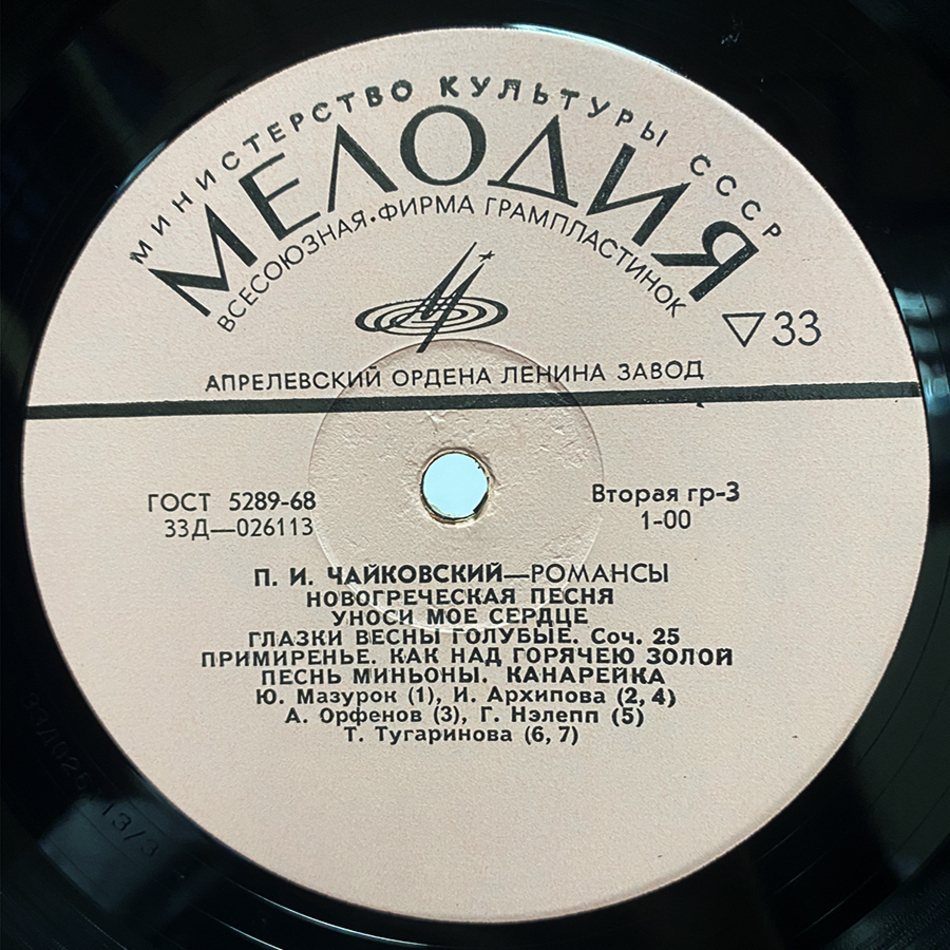 МИНИСТЕРСТВО КУЛЬТУРЫ СССР
МЕЛОДИЯ
ВСЕСОЮЗНАЯ·ФИРМА ГРАМПЛАСТИНОК
▽33
АПРЕЛЕВСКИЙ ОРДЕНА ЛЕНИНА ЗАВОД
ГОСТ 5289-68
33Д—026113
Вторая гр-3
1-00
П. И. ЧАЙКОВСКИЙ—РОМАНСЫ
НОВОГРЕЧЕСКАЯ ПЕСНЯ
УНОСИ МОЕ СЕРДЦЕ
ГЛАЗКИ ВЕСНЫ ГОЛУБЫЕ. Соч. 25
ПРИМИРЕНЬЕ. КАК НАД ГОРЯЧЕЮ ЗОЛОЙ
ПЕСНЬ МИНЬОНЫ. КАНАРЕЙКА
Ю. Мазурок (1), И. Архипова (2, 4)
А. Орфенов (3), Г. Нэлепп (5)
Т. Тугаринова (6, 7)